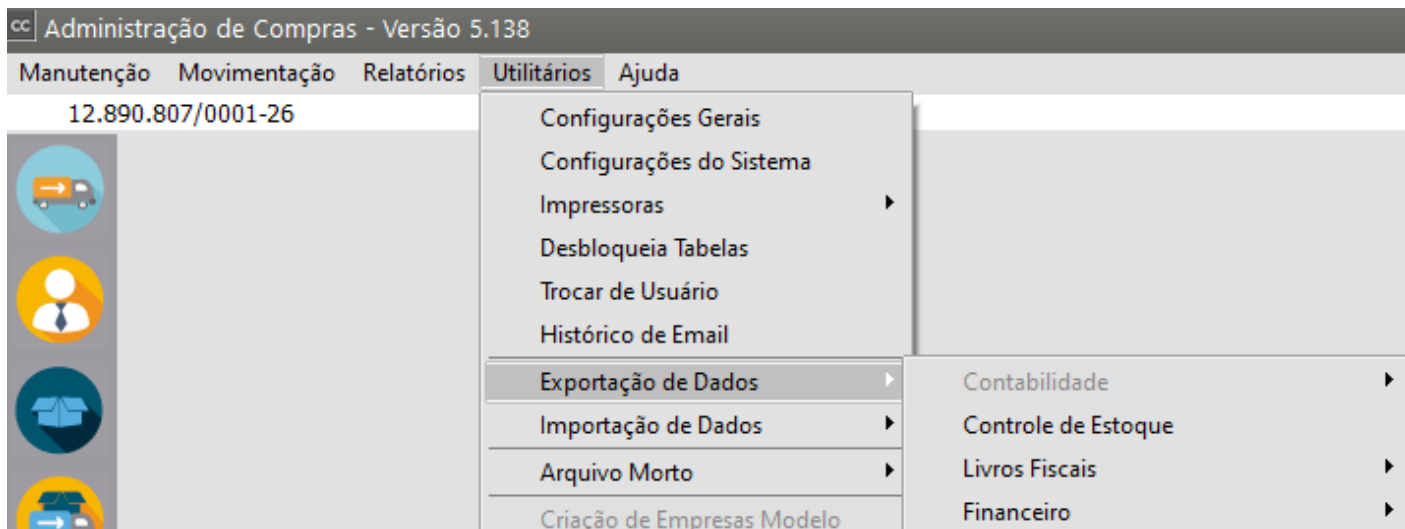 cc Administração de Compras - Versão 5.138
Manutenção Movimentação Relatórios Utilitários Ajuda
12.890.807/0001-26
Configurações Gerais
Configurações do Sistema
Impressoras
Desbloqueia Tabelas
Trocar de Usuário
Histórico de Email
Exportação de Dados
Importação de Dados
Arquivo Morto
Criação de Empresas Modelo
Contabilidade
Controle de Estoque
Livros Fiscais
Financeiro